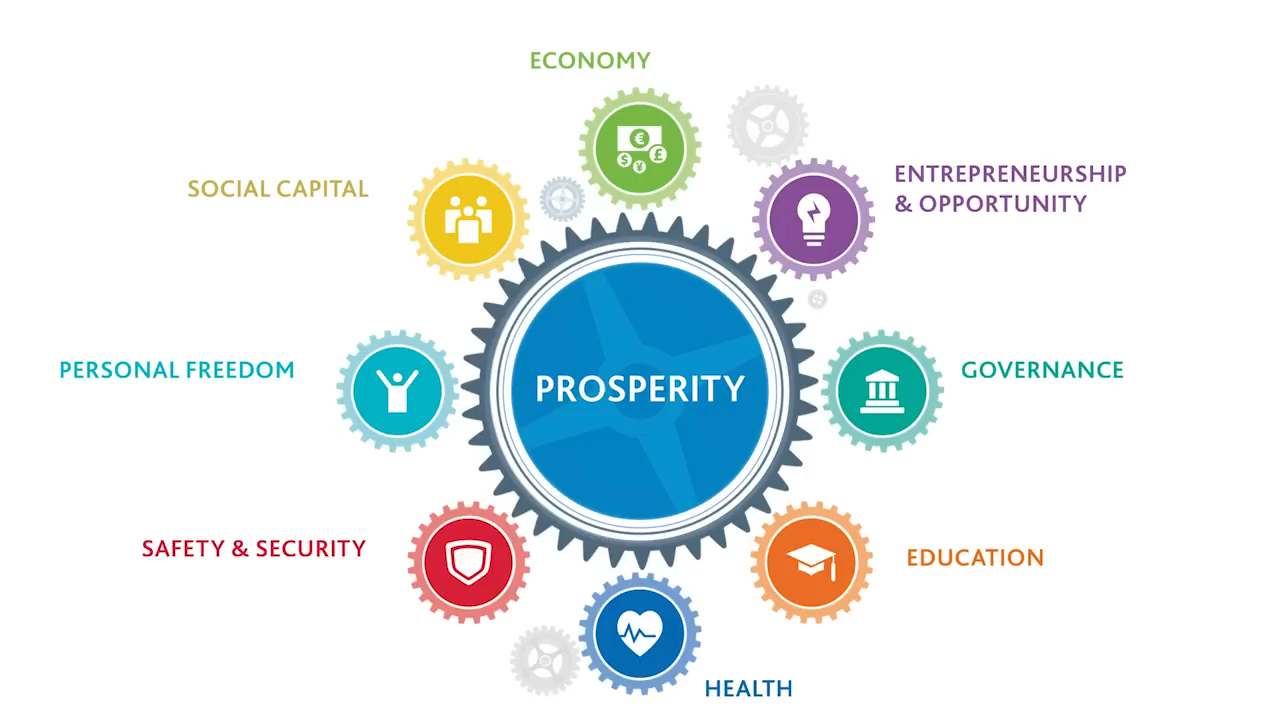 ECONOMY
ENTREPRENEURSHIP
& OPPORTUNITY
SOCIAL CAPITAL
PERSONAL FREEDOM
GOVERNANCE
PROSPERITY
SAFETY & SECURITY
EDUCATION
HEALTH
€
$
¥
£